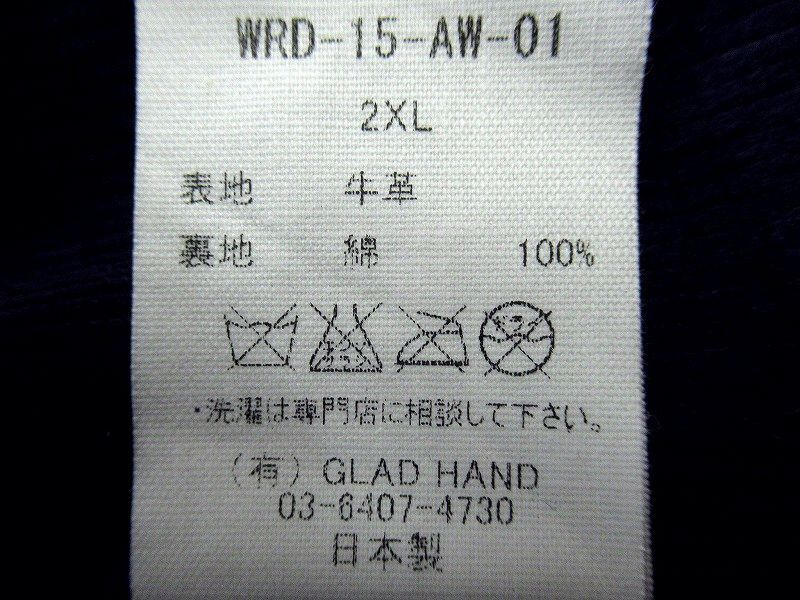 WRD-15-AW-01
2XL
表地 牛革
裏地 綿 100%
・洗濯は専門店に相談して下さい。
（有）GLAD HAND
03-6407-4730
日本製